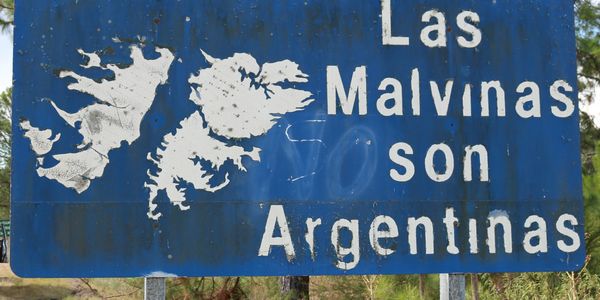 Las
Malvinas
son
Argentinas